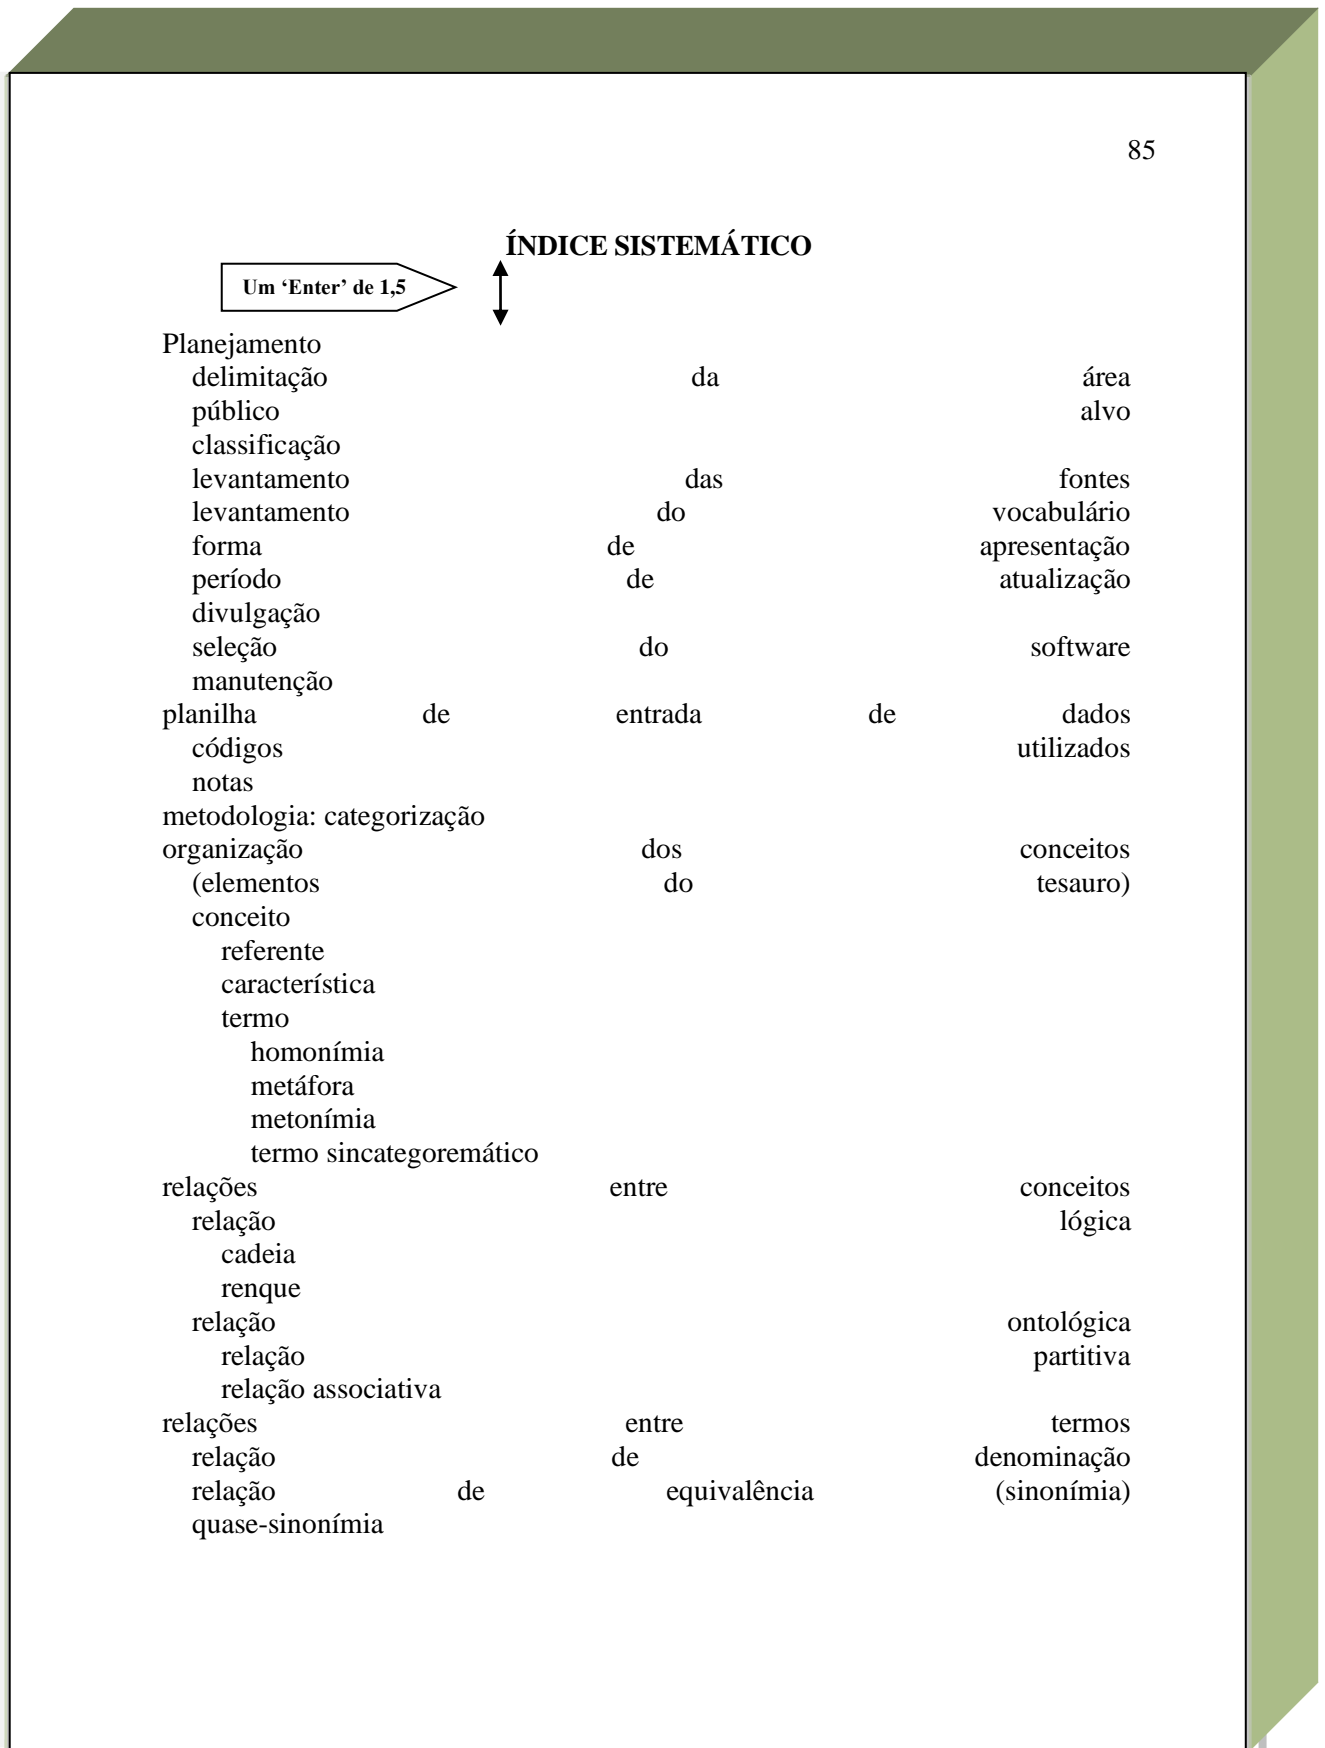 85
ÍNDICE SISTEMÁTICO
Um ‘Enter’ de 1,5
Planejamento
delimitação da área
público alvo
classificação
levantamento das fontes
levantamento do vocabulário
forma de apresentação
período de atualização
divulgação
seleção do software
manutenção
planilha de entrada de dados
códigos utilizados
notas
metodologia: categorização
organização dos conceitos
(elementos do tesauro)
conceito
referente
característica
termo
homonímia
metáfora
metonímia
termo sincategoremático
relações entre conceitos
relação lógica
cadeia
renque
relação ontológica
relação partitiva
relação associativa
relações entre termos
relação de denominação
relação de equivalência (sinonímia)
quase-sinonímia